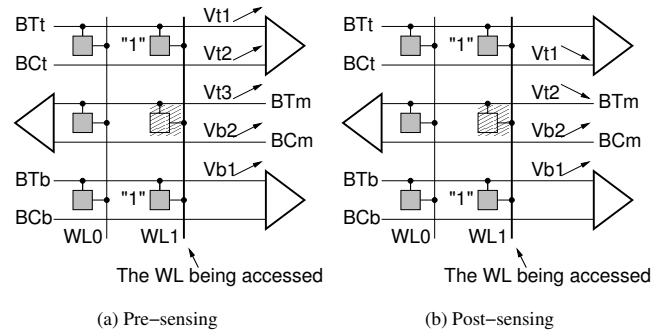 BTt "1" "1" Vt1
BCt Vt2
Vt3 BTm
Vb2 BCm
BTb "1" Vb1
BCb
WL0 WL1
The WL being accessed
(a) Pre−sensing
BTt "1"
BCt Vt1
Vt2 BTm
Vb2 BCm
BTb "1" Vb1
BCb
WL0 WL1
The WL being accessed
(b) Post−sensing